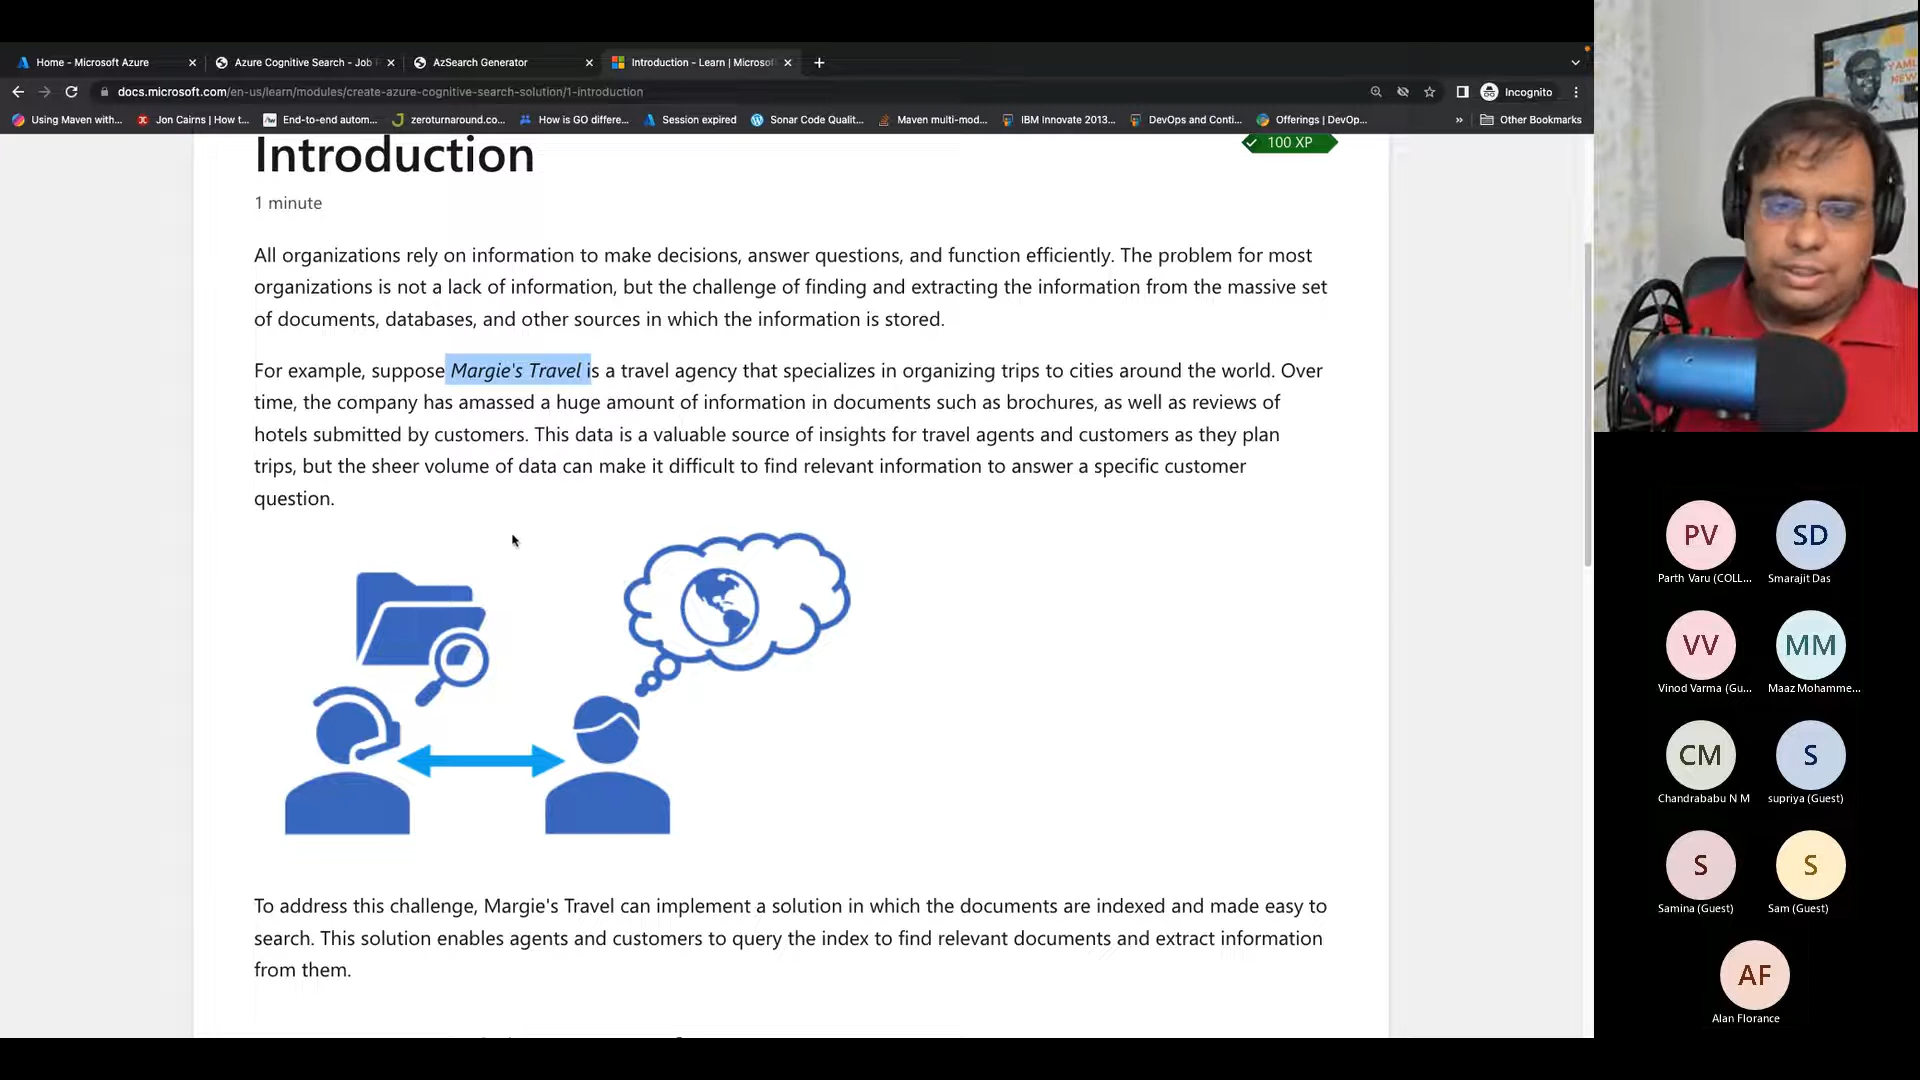 Home - Microsoft Azure
Azure Cognitive Search - Job
AzSearch Generator
Introduction - Learn | Microsof
docs.microsoft.com/en-us/learn/modules/create-azure-cognitive-search-solution/1-introduction
Incognito
Using Maven with...
Jon Cairns | How t...
End-to-end autom...
zeroturnaround.co...
How is GO differe...
Session expired
Sonar Code Qualit...
Maven multi-mod...
IBM Innovate 2013...
DevOps and Conti...
Offerings | DevOp...
»
Other Bookmarks
Introduction
100 XP
1 minute
All organizations rely on information to make decisions, answer questions, and function efficiently. The problem for most
organizations is not a lack of information, but the challenge of finding and extracting the information from the massive set
of documents, databases, and other sources in which the information is stored.
For example, suppose Margie's Travel is a travel agency that specializes in organizing trips to cities around the world. Over
time, the company has amassed a huge amount of information in documents such as brochures, as well as reviews of
hotels submitted by customers. This data is a valuable source of insights for travel agents and customers as they plan
trips, but the sheer volume of data can make it difficult to find relevant information to answer a specific customer
question.
To address this challenge, Margie's Travel can implement a solution in which the documents are indexed and made easy to
search. This solution enables agents and customers to query the index to find relevant documents and extract information
from them.
YAML
NEW
PV
Parth Varu (COLL...
SD
Smarajit Das
VV
Vinod Varma (Gu...
MM
Maaz Mohamme...
CM
Chandrababu N M
S
supriya (Guest)
S
Samina (Guest)
S
Sam (Guest)
AF
Alan Florance